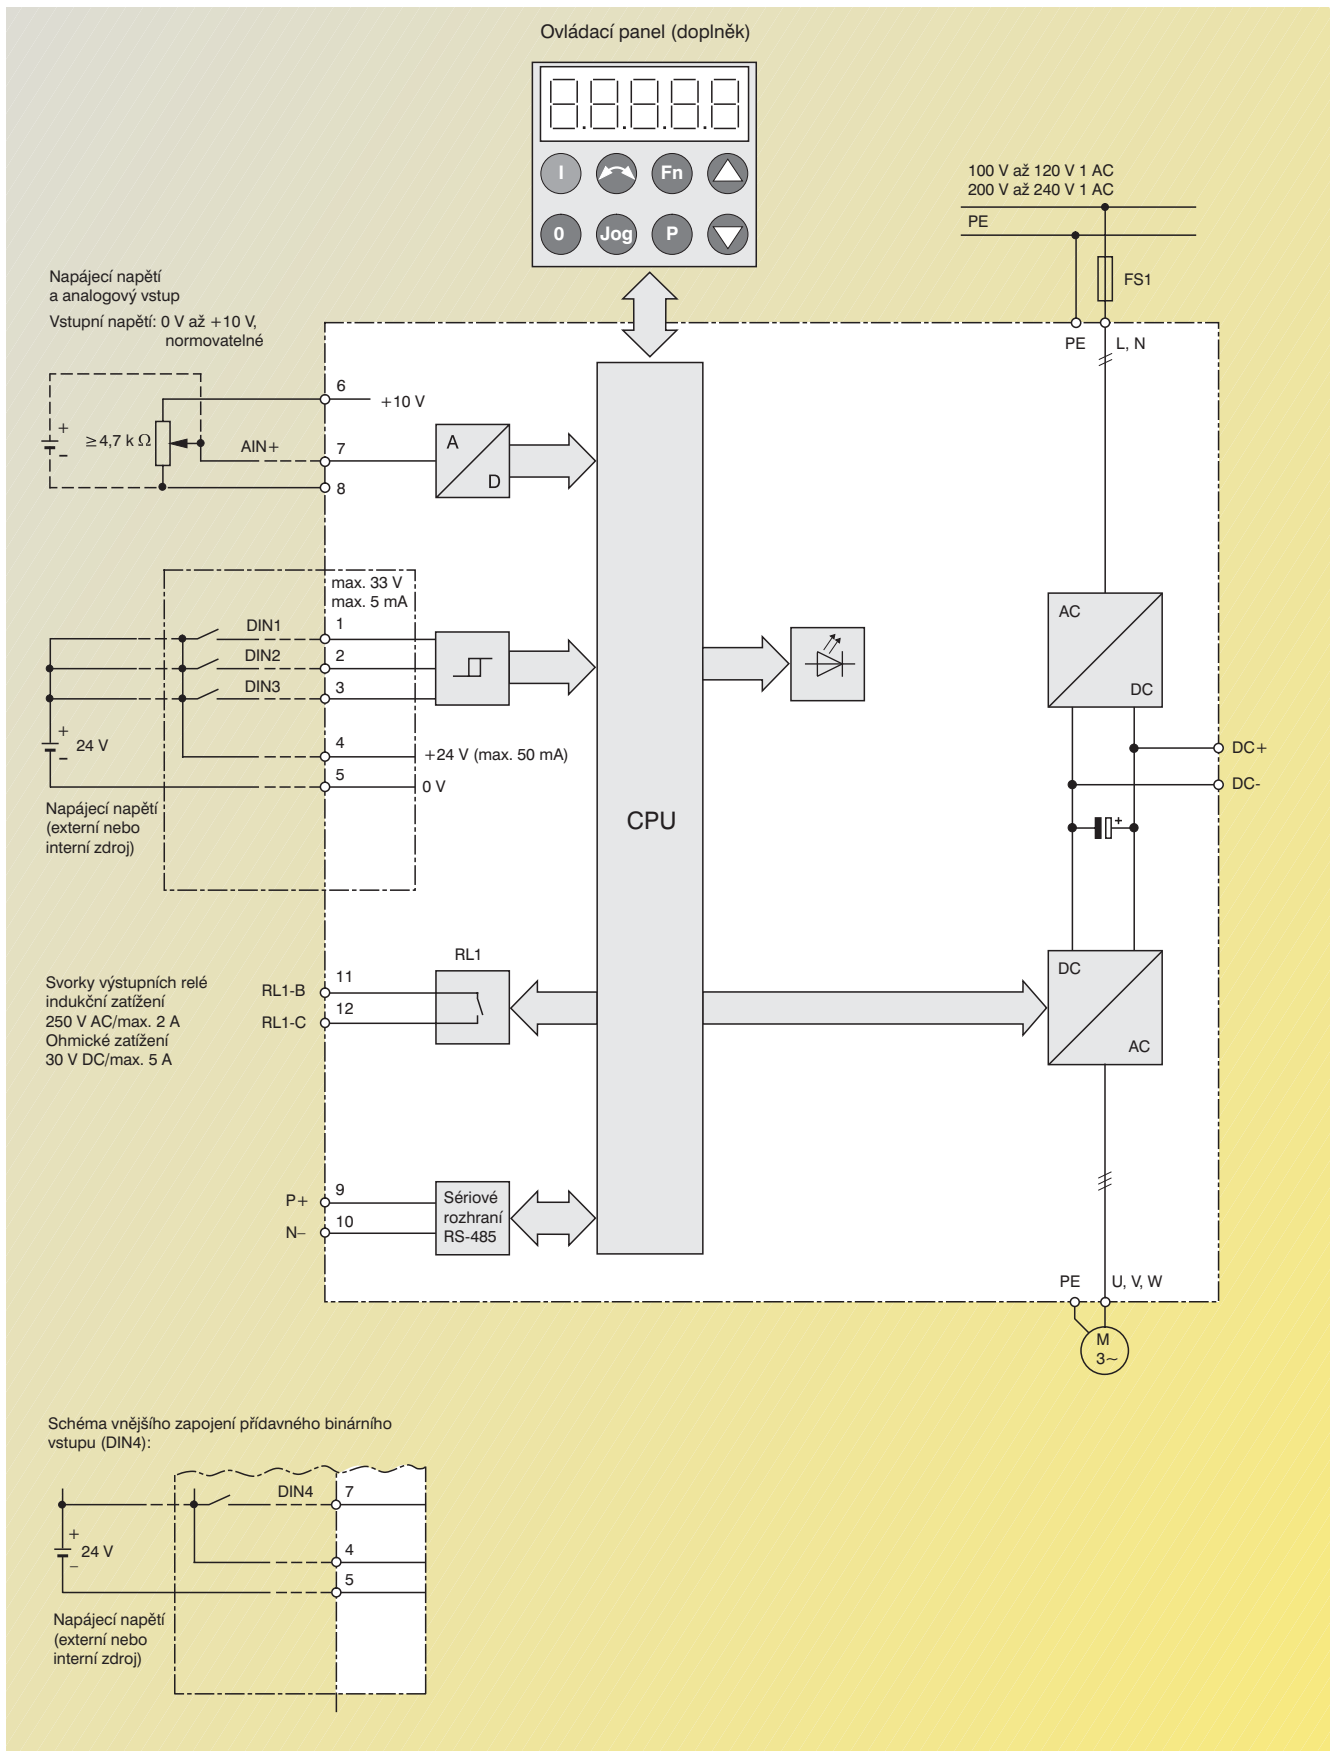 Ovládací panel (doplněk)
8.8.8.8.8
I
Fn
0
Jog
P
100 V až 120 V 1 AC
200 V až 240 V 1 AC
PE
FS1
Napájecí napětí
a analogový vstup
Vstupní napětí: 0 V až +10 V,
normovatelné
PE
L, N
6
+10 V
+
≥4,7 k Ω
–
AIN+
7
8
A
D
max. 33 V
max. 5 mA
DIN1
1
DIN2
2
DIN3
3
AC
DC
+
24 V
–
4
+24 V (max. 50 mA)
5
0 V
DC+
DC-
+
Napájecí napětí
(externí nebo
interní zdroj)
CPU
RL1
Svorky výstupních relé
indukční zatížení
250 V AC/max. 2 A
Ohmické zatížení
30 V DC/max. 5 A
RL1-B
11
RL1-C
12
DC
AC
P+
9
N–
10
Sériové
rozhraní
RS-485
PE
U, V, W
M
3~
Schéma vnějšího zapojení přídavného binárního
vstupu (DIN4):
DIN4
7
+
24 V
–
4
5
Napájecí napětí
(externí nebo
interní zdroj)